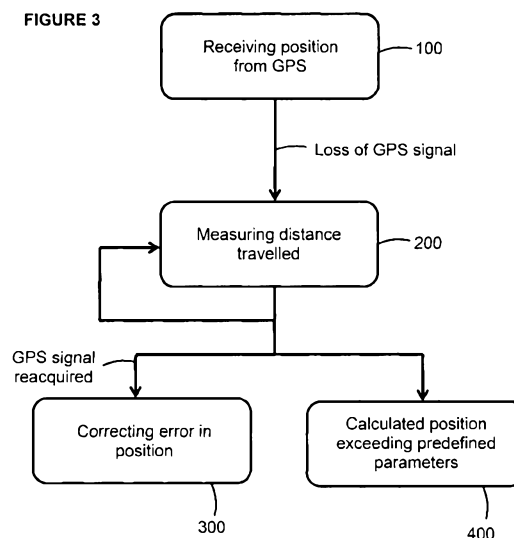 FIGURE 3
Receiving position
from GPS
100
Loss of GPS signal
Measuring distance
travelled
200
GPS signal
reacquired
Correcting error in
position
300
Calculated position
exceeding predefined
parameters
400